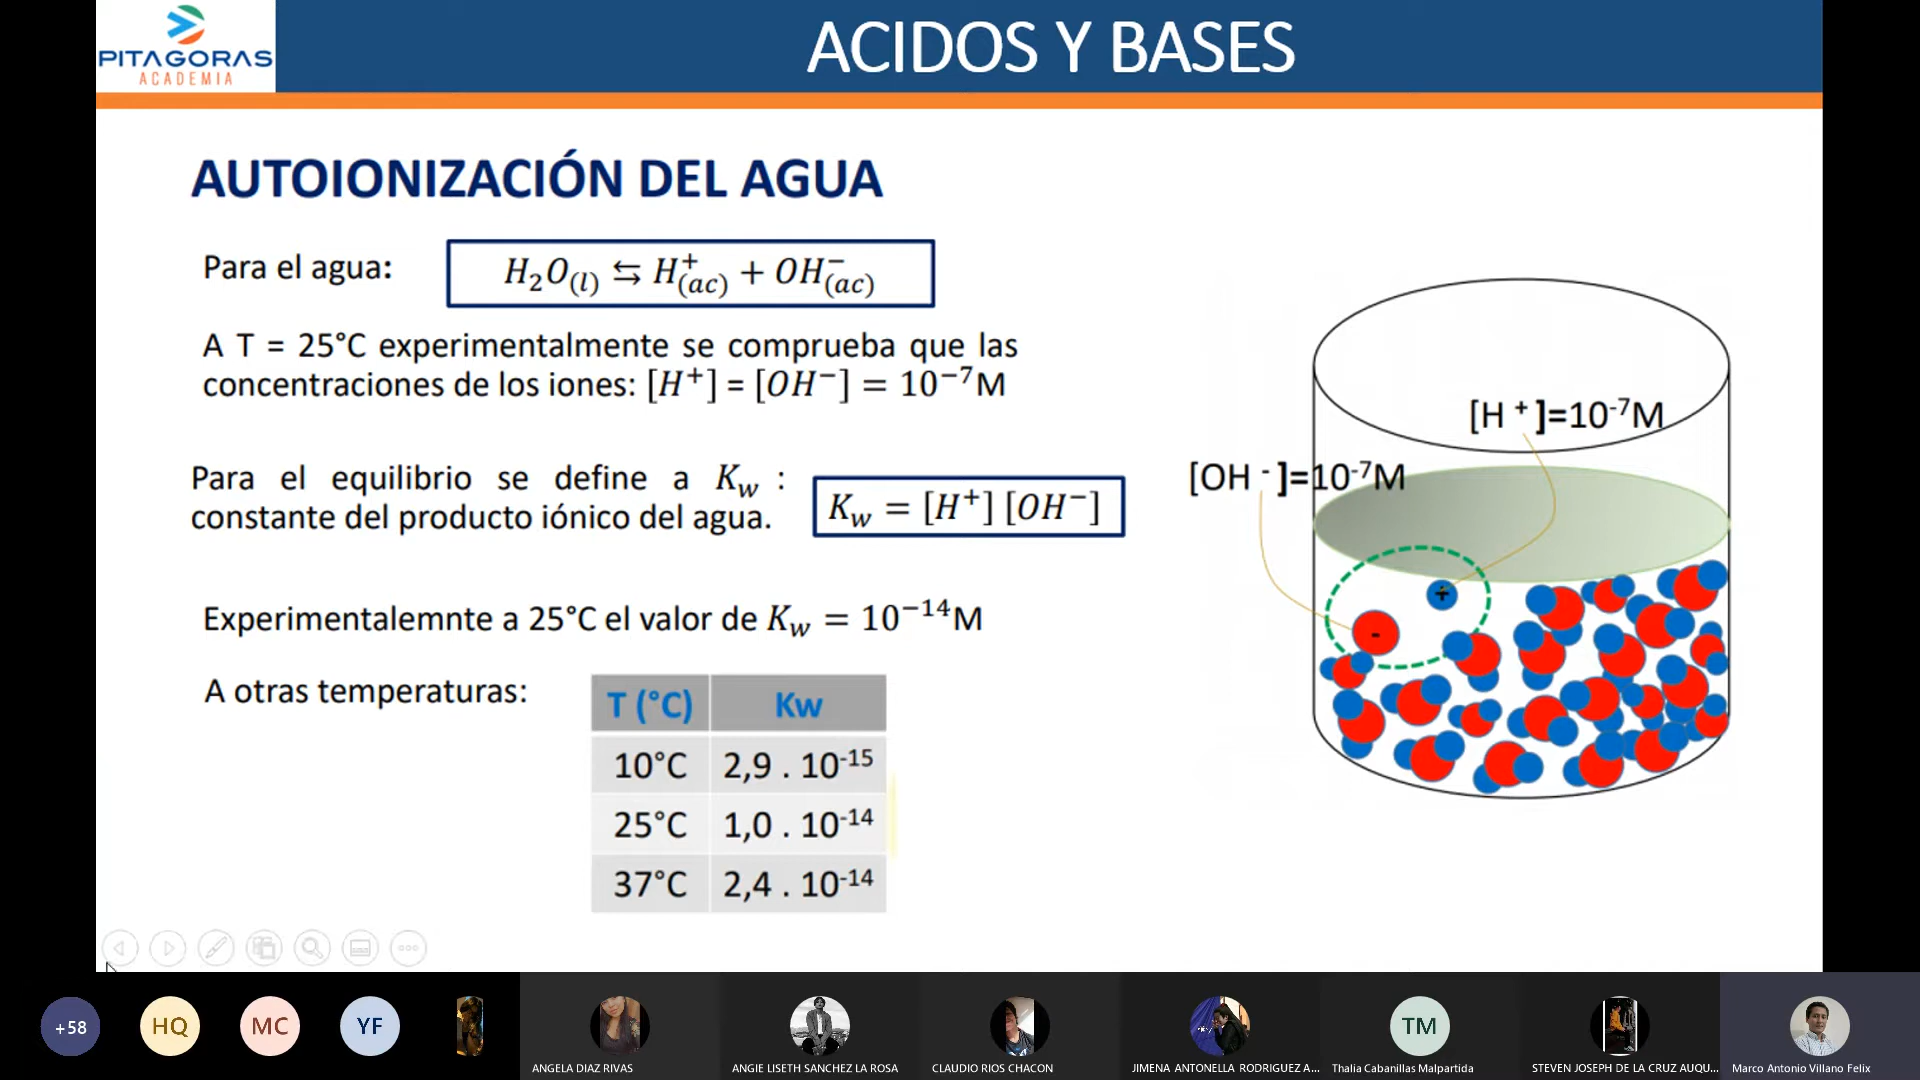 PITAGORAS
ACADEMIA
ACIDOS Y BASES
AUTOIONIZACIÓN DEL AGUA
Para el agua:
H₂O(l) ⇆ H⁺(ac) + OH⁻(ac)
A T = 25°C experimentalmente se comprueba que las
concentraciones de los iones: [H⁺] = [OH⁻] = 10⁻⁷M
Para el equilibrio se define a Kw :
constante del producto iónico del agua.
Kw = [H⁺] [OH⁻]
Experimentalemnte a 25°C el valor de Kw = 10⁻¹⁴M
A otras temperaturas:
T (°C) Kw
10°C 2,9 . 10⁻¹⁵
25°C 1,0 . 10⁻¹⁴
37°C 2,4 . 10⁻¹⁴
[H ⁺ ]=10⁻⁷M
[OH ⁻ ]=10⁻⁷M
+
-
+58
HQ
MC
YF
TM
ANGELA DIAZ RIVAS
ANGIE LISETH SANCHEZ LA ROSA
CLAUDIO RIOS CHACON
JIMENA ANTONELLA RODRIGUEZ A...
Thalia Cabanillas Malpartida
STEVEN JOSEPH DE LA CRUZ AUQU...
Marco Antonio Villano Felix